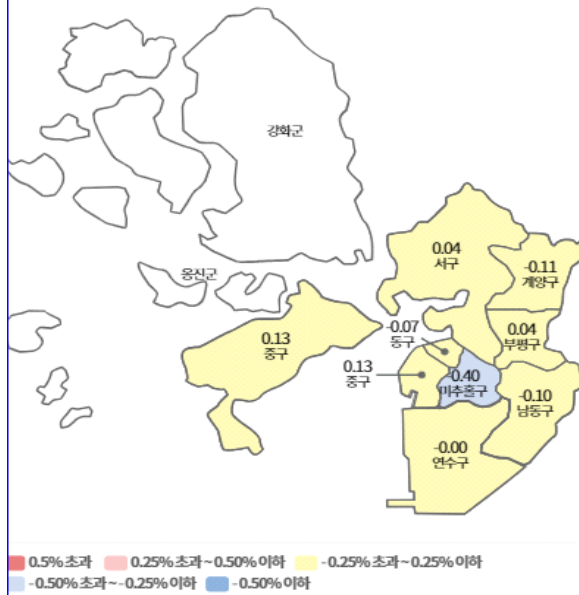 강화군
옹진군
0.04
서구
-0.11
계양구
-0.07
동구
0.04
부평구
0.13
중구
0.13
중구
-0.40
미추홀구
-0.10
남동구
-0.00
연수구
0.5% 초과 0.25% 초과~0.50% 이하 -0.25% 초과~0.25% 이하
-0.50% 초과~-0.25% 이하 -0.50% 이하